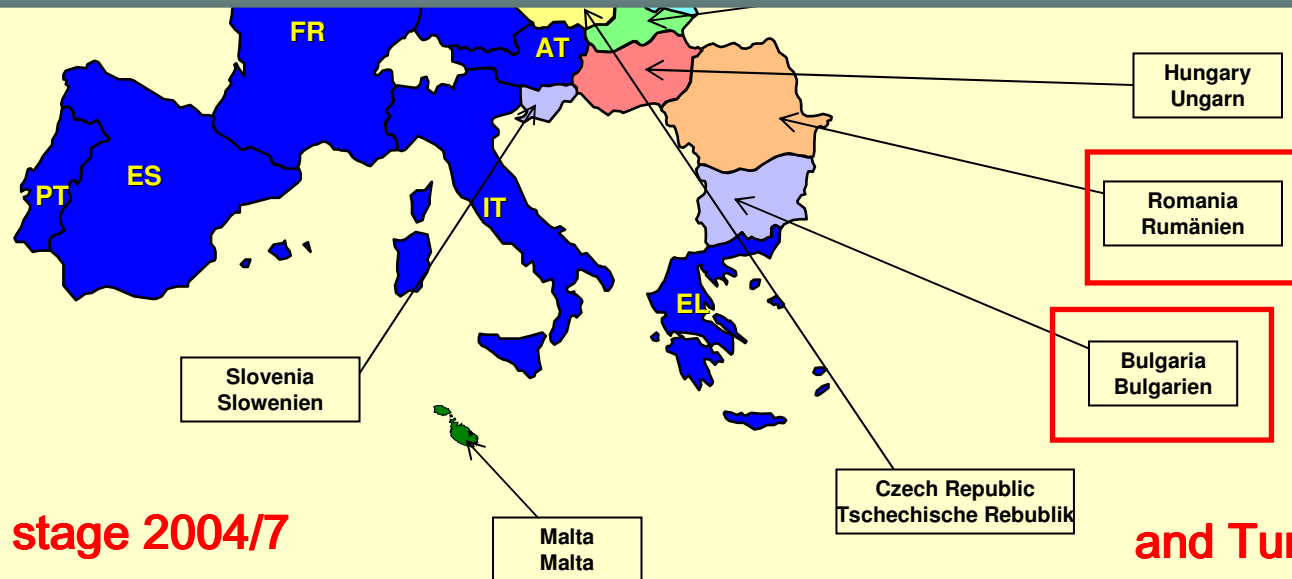 FR
AT
Hungary
Ungarn
ES
PT
IT
Romania
Rumänien
EL
Slovenia
Slowenien
Bulgaria
Bulgarien
Czech Republic
Tschechische Rebublik
stage 2004/7
Malta
Malta
and